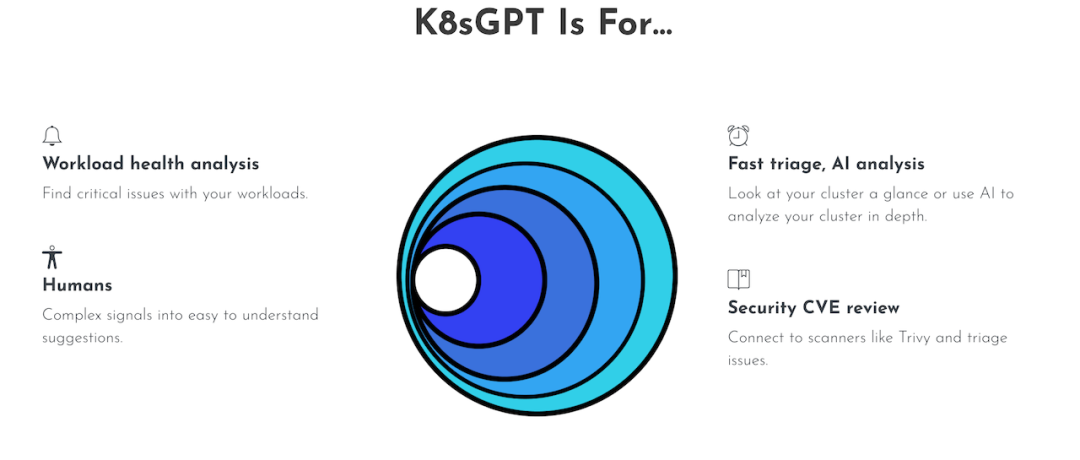 K8sGPT Is For...
Workload health analysis
Find critical issues with your workloads.
Humans
Complex signals into easy to understand
suggestions.
Fast triage, AI analysis
Look at your cluster a glance or use AI to
analyze your cluster in depth.
Security CVE review
Connect to scanners like Trivy and triage
issues.